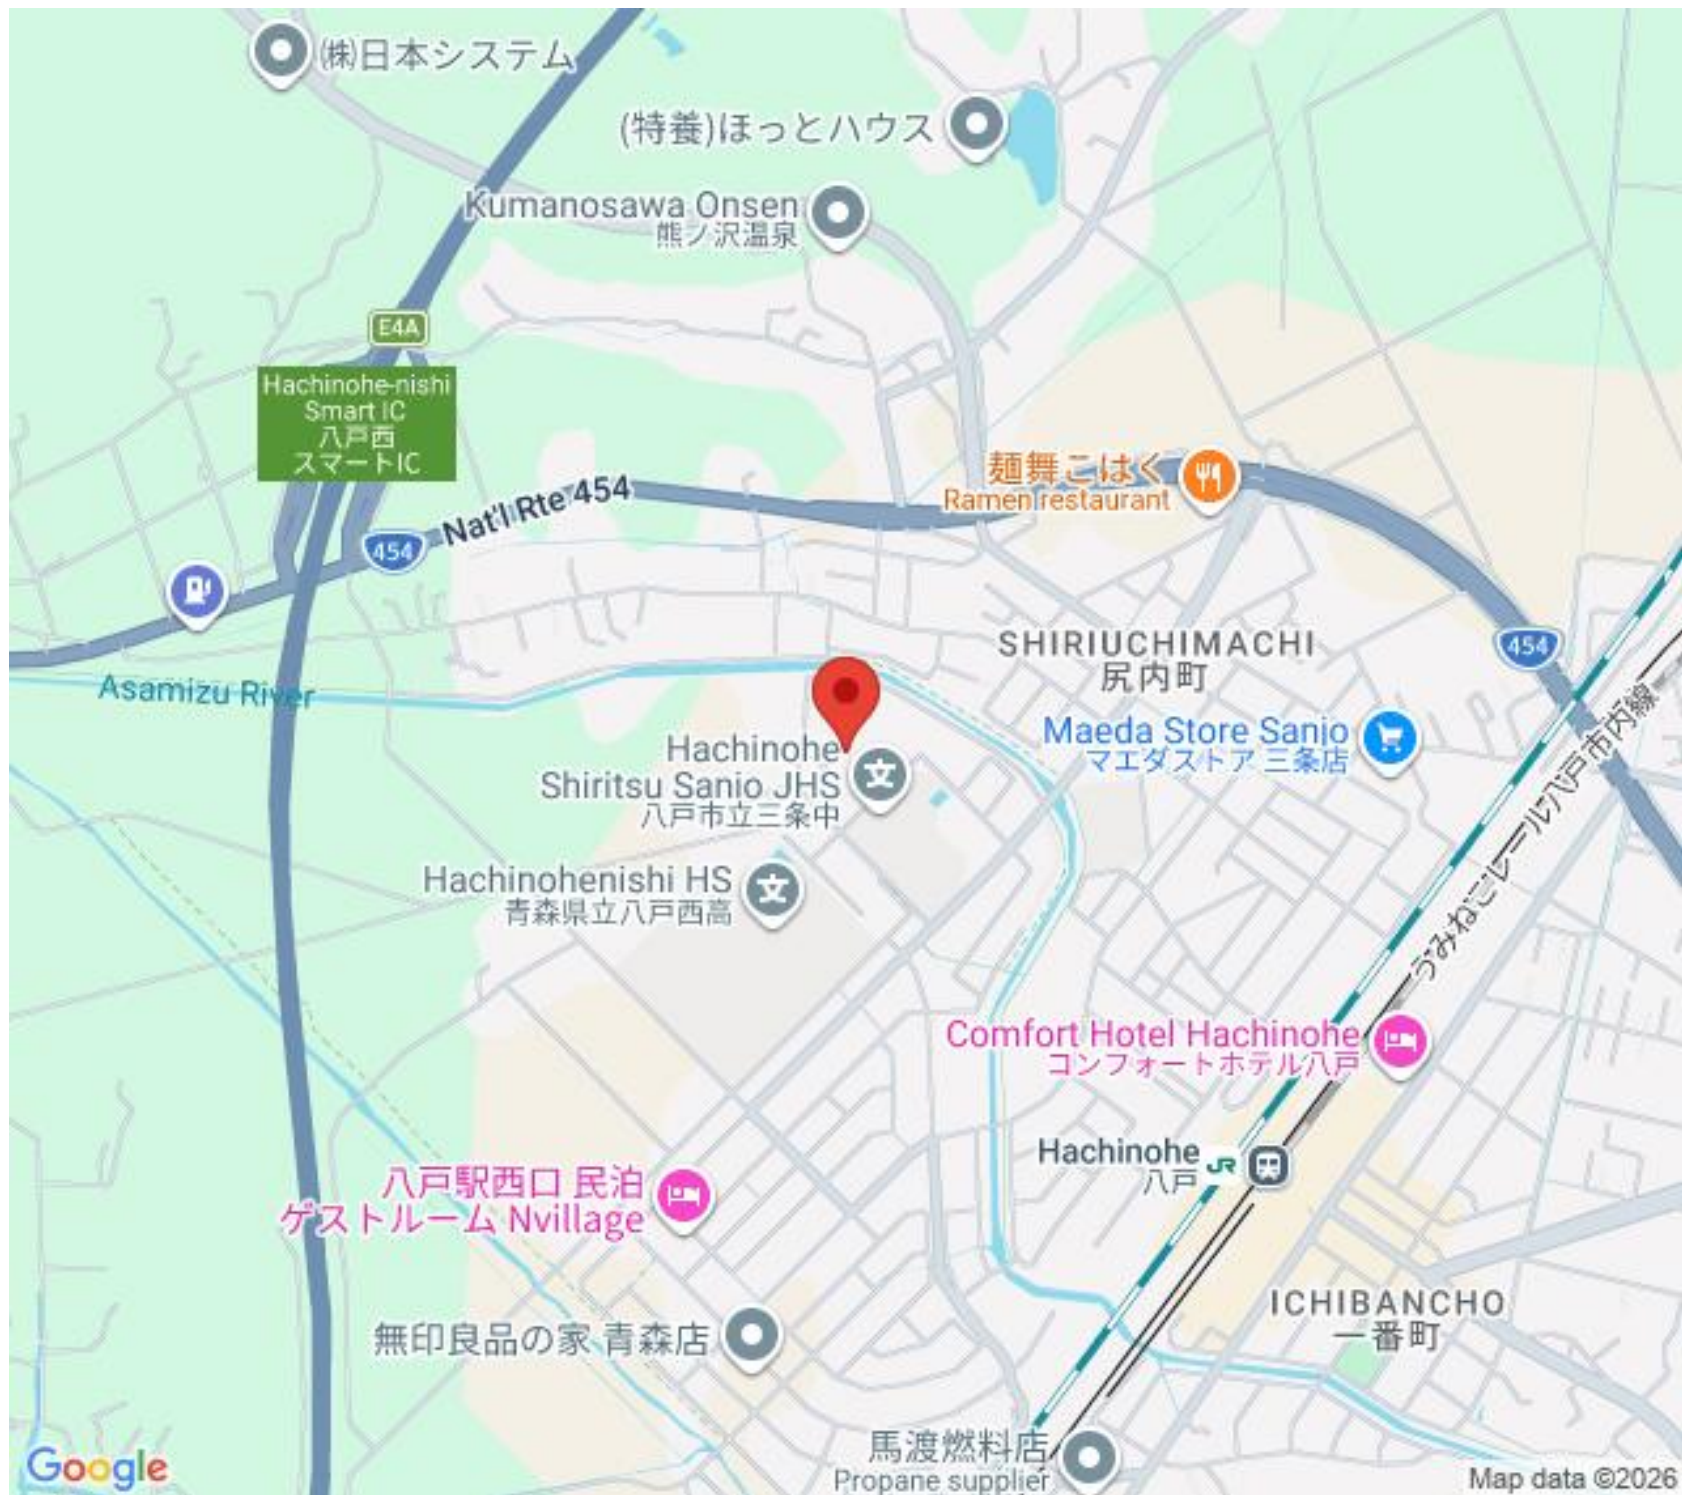 ㈱日本システム
(特養)ほっとハウス
Kumanosawa Onsen
熊ノ沢温泉
E4A
Hachinohe-nishi
Smart IC
八戸西
スマートIC
麺舞こはく
Ramen restaurant
Nat'l Rte 454
454
SHIRIUCHIMACHI
尻内町
454
Asamizu River
Maeda Store Sanjo
マエダストア 三条店
Hachinohe
Shiritsu Sanjo JHS
八戸市立三条中
文
Hachinohenishi HS
青森県立八戸西高
文
うみねこレール八戸市内線
Comfort Hotel Hachinohe
コンフォートホテル八戸
Hachinohe
八戸
JR
八戸駅西口 民泊
ゲストルーム Nvillage
ICHIBANCHO
一番町
無印良品の家 青森店
馬渡燃料店
Propane supplier
Google
Map data ©2026